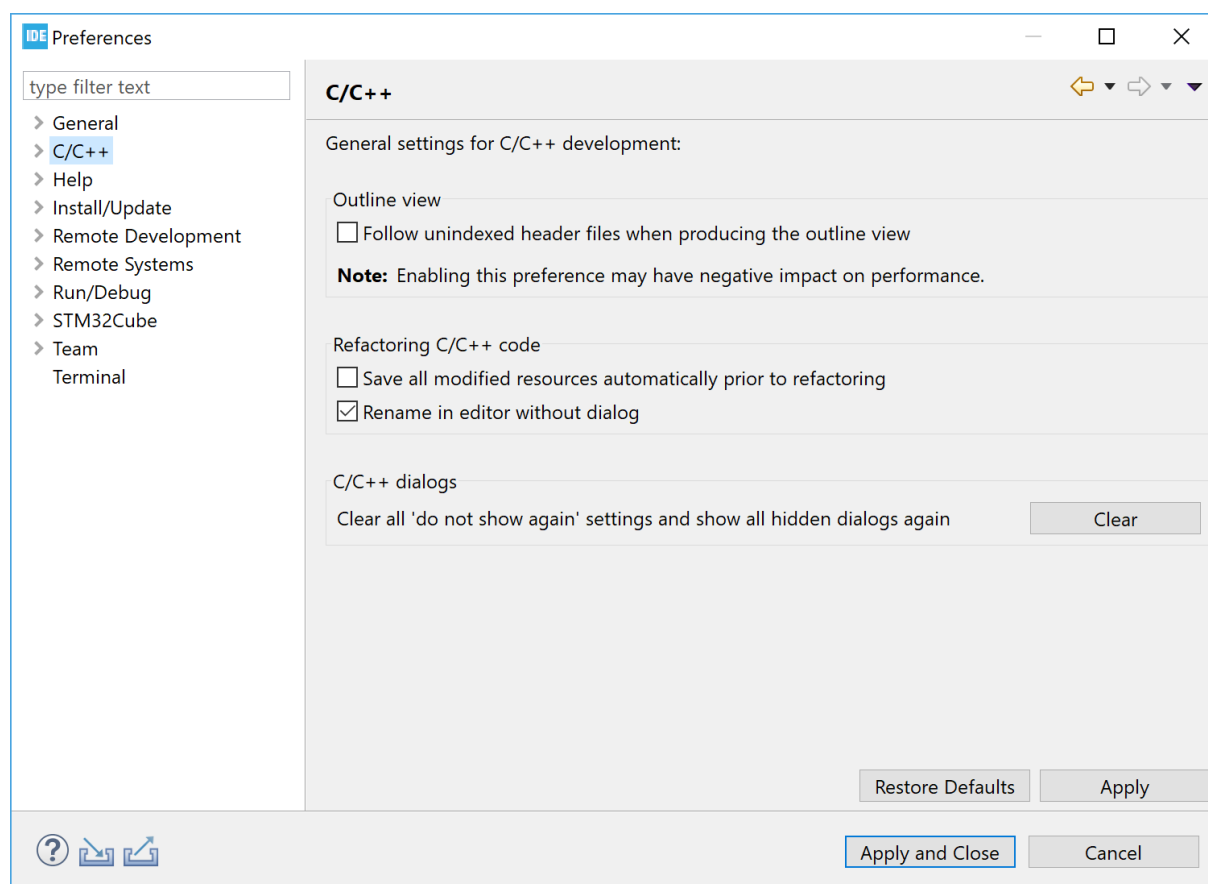 IDE Preferences
type filter text
General
C/C++
Help
Install/Update
Remote Development
Remote Systems
Run/Debug
STM32Cube
Team
Terminal
C/C++
General settings for C/C++ development:
Outline view
Follow unindexed header files when producing the outline view
Note: Enabling this preference may have negative impact on performance.
Refactoring C/C++ code
Save all modified resources automatically prior to refactoring
Rename in editor without dialog
C/C++ dialogs
Clear all 'do not show again' settings and show all hidden dialogs again
Clear
Restore Defaults
Apply
?
Apply and Close
Cancel